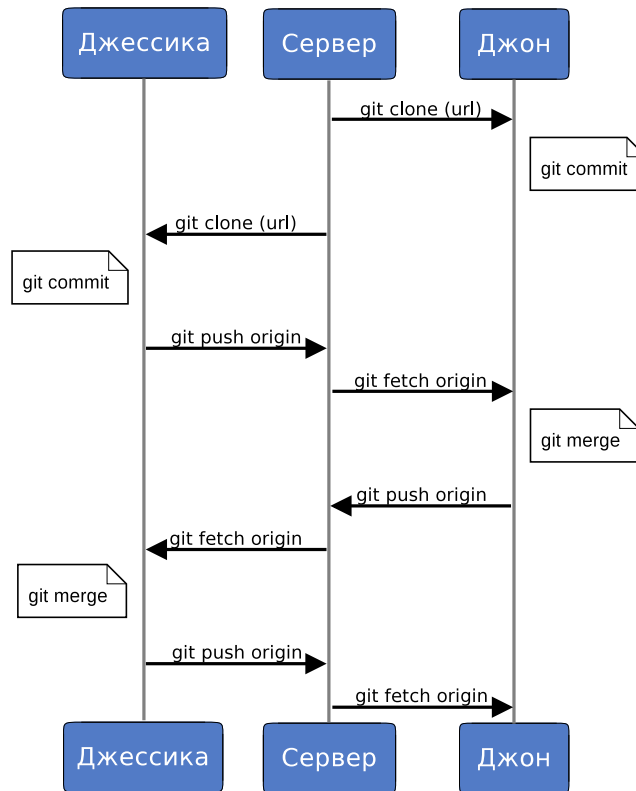 Джессика
Сервер
Джон
git clone (url)
git commit
git clone (url)
git commit
git push origin
git fetch origin
git merge
git push origin
git fetch origin
git merge
git push origin
git fetch origin
Джессика
Сервер
Джон